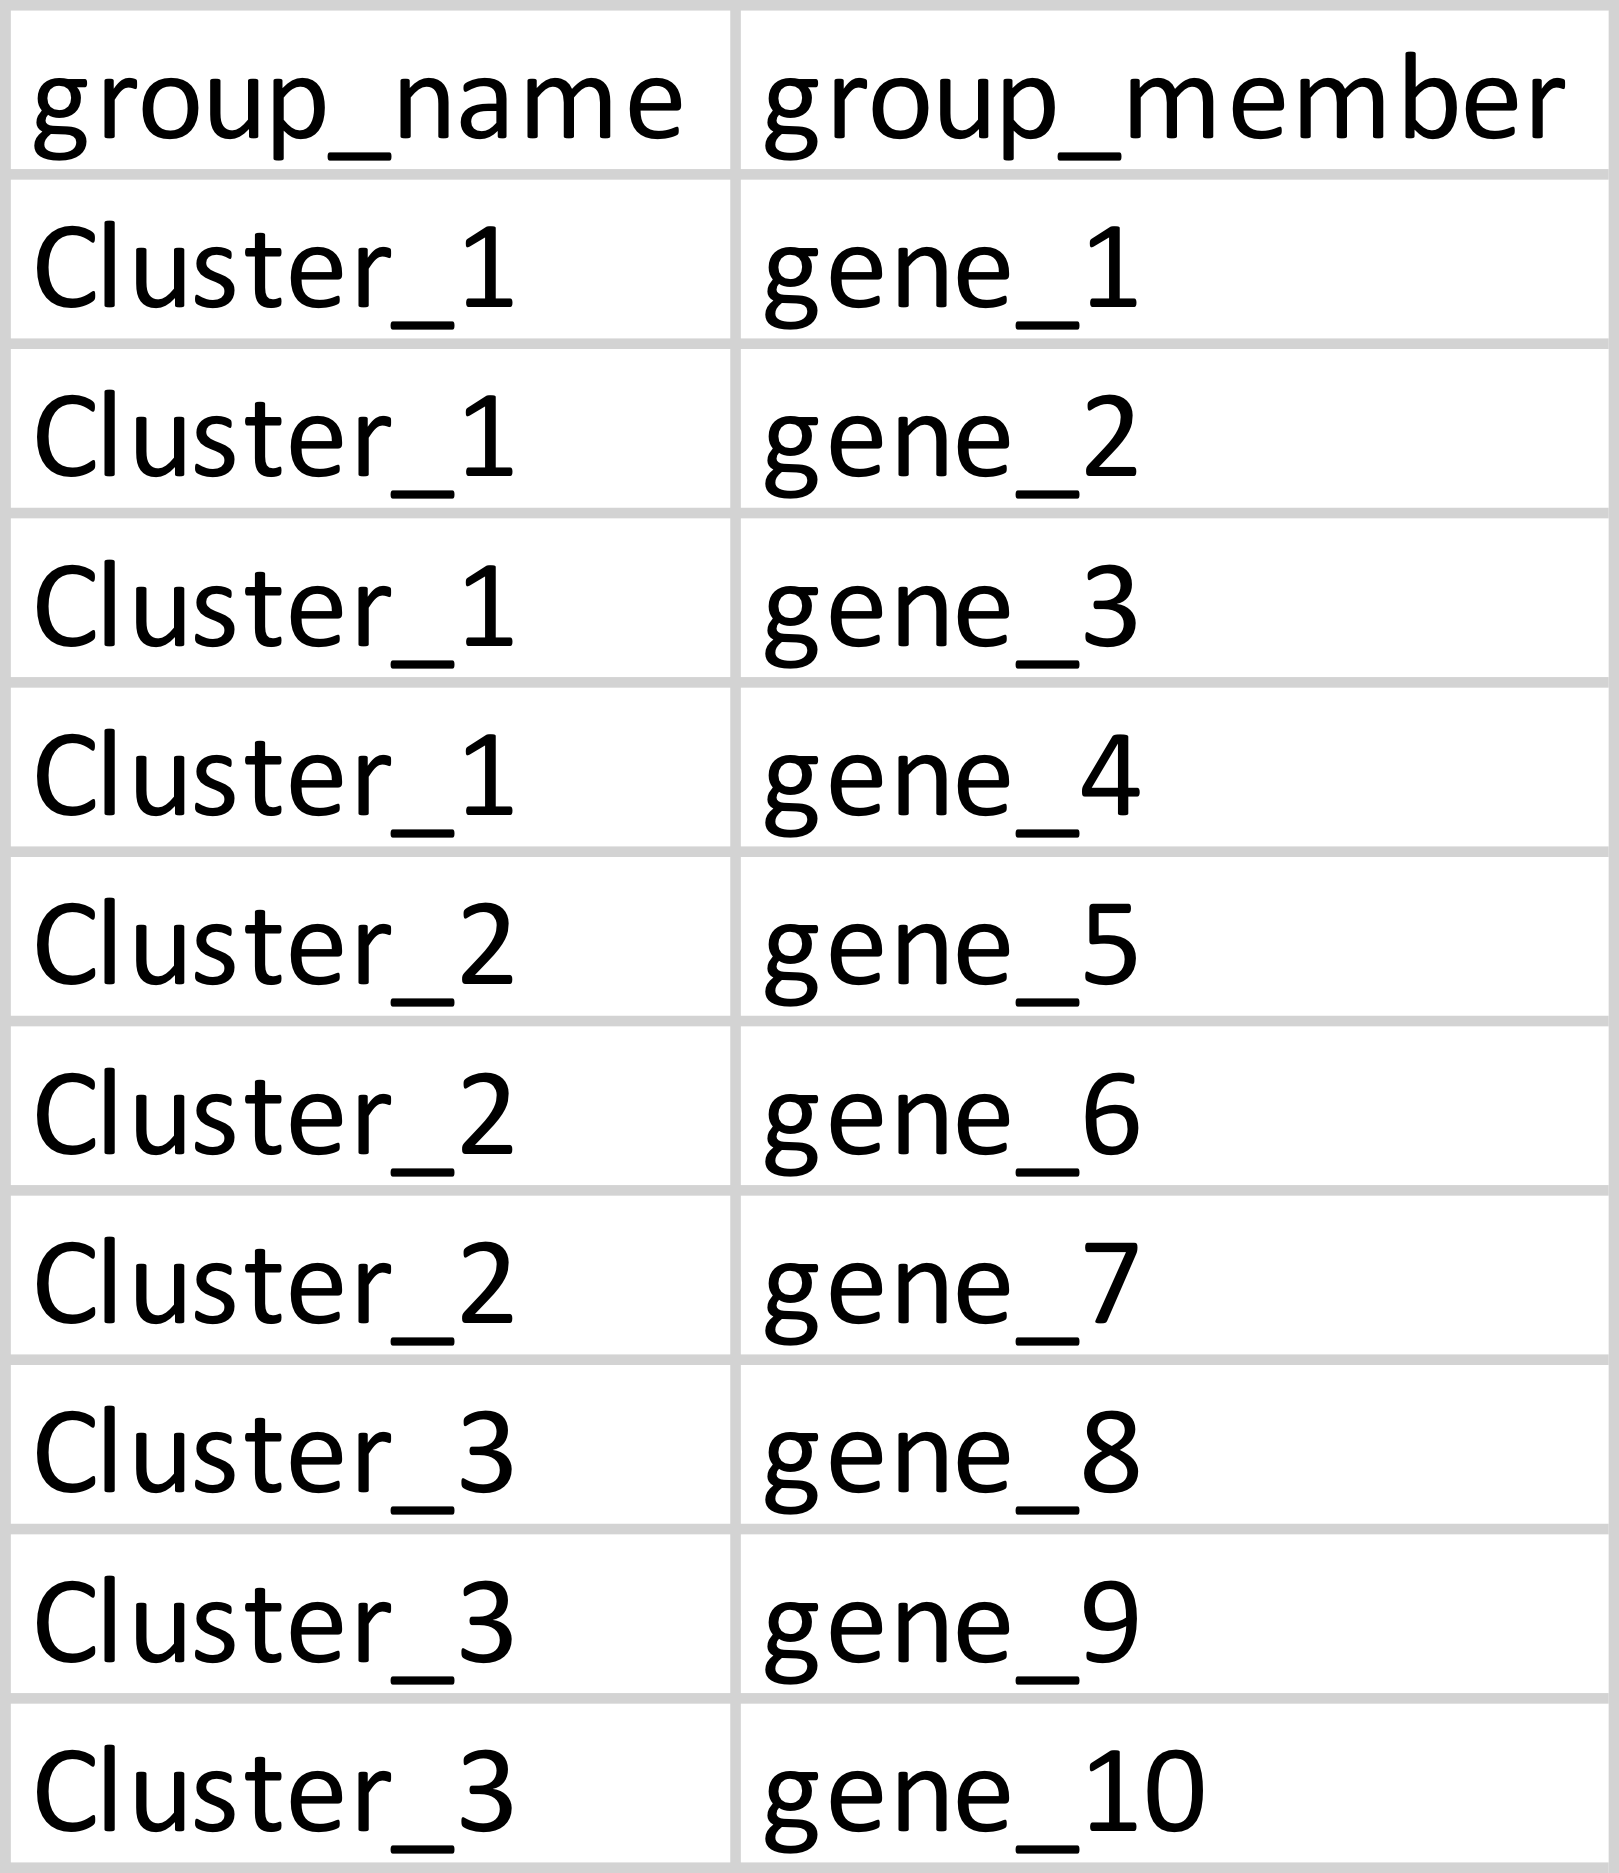 group_name group_member
Cluster_1 gene_1
Cluster_1 gene_2
Cluster_1 gene_3
Cluster_1 gene_4
Cluster_2 gene_5
Cluster_2 gene_6
Cluster_2 gene_7
Cluster_3 gene_8
Cluster_3 gene_9
Cluster_3 gene_10